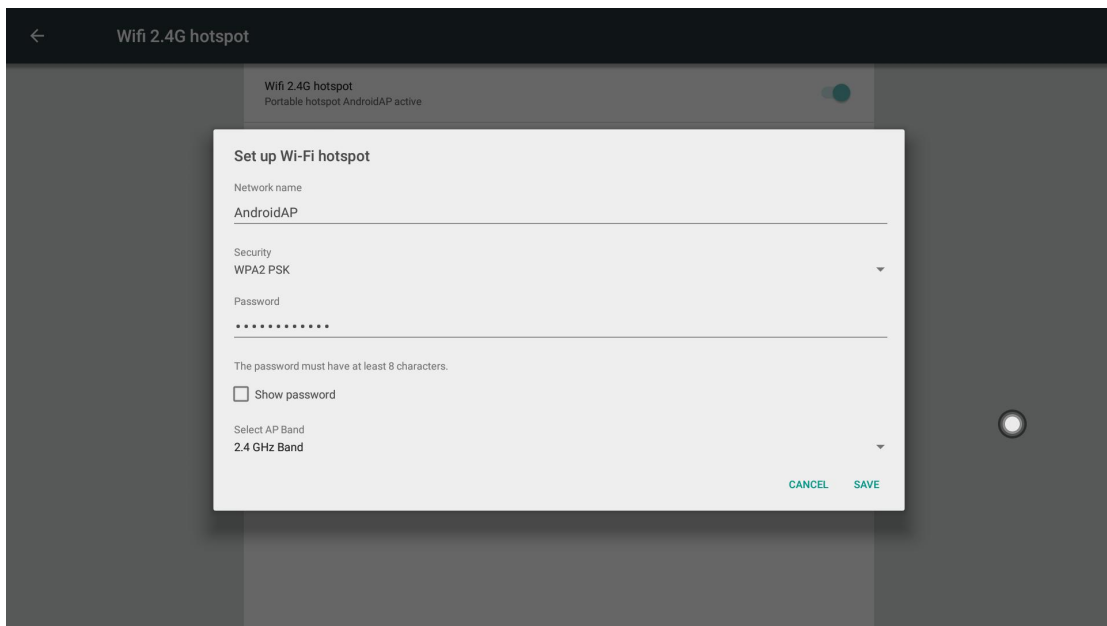 Wifi 2.4G hotspot
Wifi 2.4G hotspot
Portable hotspot AndroidAP active
Set up Wi-Fi hotspot
Network name
AndroidAP
Security
WPA2 PSK
Password
••••••••••••
The password must have at least 8 characters.
Show password
Select AP Band
2.4 GHz Band
CANCEL SAVE